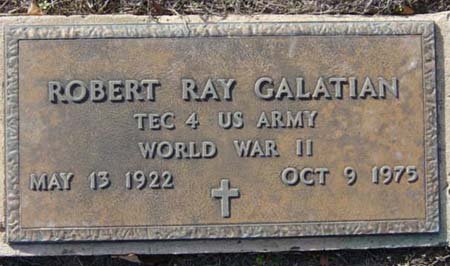 ROBERT RAY GALATIAN
TEC 4 US ARMY
WORLD WAR II
MAY 13 1922 OCT 9 1975